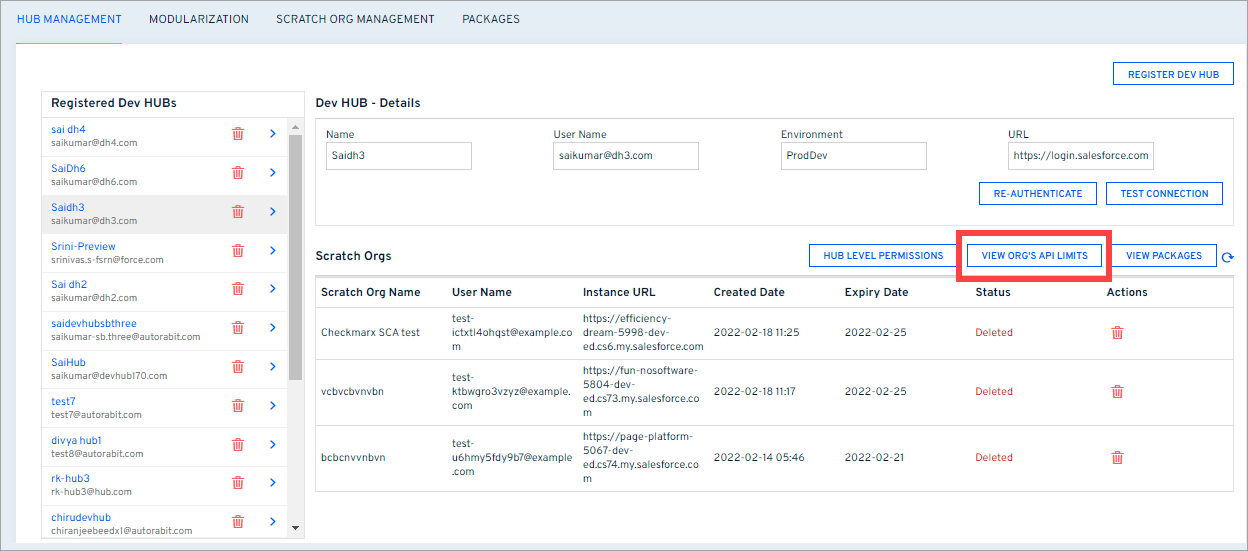 HUB MANAGEMENT MODULARIZATION SCRATCH ORG MANAGEMENT PACKAGES
REGISTER DEV HUB
Registered Dev HUBs
sai dh4
saikumar@dh4.com
SaiDh6
saikumar@dh6.com
Saidh3
saikumar@dh3.com
Srini-Preview
srinivas.s-fsrn@force.com
Sai dh2
saikumar@dh2.com
saidevhubsbthree
saikumar-sb.three@autorabit.com
SaiHub
saikumar@devhub170.com
test7
test7@autorabit.com
divya hub1
test8@autorabit.com
rk-hub3
rk-hub3@hub.com
chirudevhub
chiranjeebeedx1@autorabit.com
Dev HUB - Details
Name User Name Environment URL
Saidh3 saikumar@dh3.com ProdDev https://login.salesforce.com
RE-AUTHENTICATE TEST CONNECTION
Scratch Orgs HUB LEVEL PERMISSIONS VIEW ORG'S API LIMITS VIEW PACKAGES
Scratch Org Name User Name Instance URL Created Date Expiry Date Status Actions
Checkmarx SCA test
test-
ictxtl4ohqst@example.co
m
https://efficiency-
dream-5998-dev-
ed.cs6.my.salesforce.com
2022-02-18 11:25 2022-02-25 Deleted
vcbvcbvnvbn
test-
ktbwgro3vzyz@example.
com
https://fun-nosoftware-
5804-dev-
ed.cs73.my.salesforce.co
m
2022-02-18 11:17 2022-02-25 Deleted
bcbcnvvnbvn
test-
u6hmy5fdy9b7@example
.com
https://page-platform-
5067-dev-
ed.cs74.my.salesforce.co
m
2022-02-14 05:46 2022-02-21 Deleted